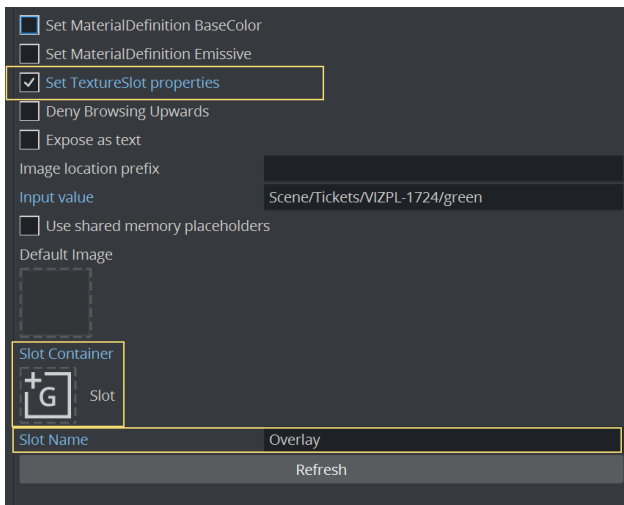 Set MaterialDefinition BaseColor
Set MaterialDefinition Emissive
Set TextureSlot properties
Deny Browsing Upwards
Expose as text
Image location prefix
Input value Scene/Tickets/VIZPL-1724/green
Use shared memory placeholders
Default Image
Slot Container
G Slot
Slot Name Overlay
Refresh